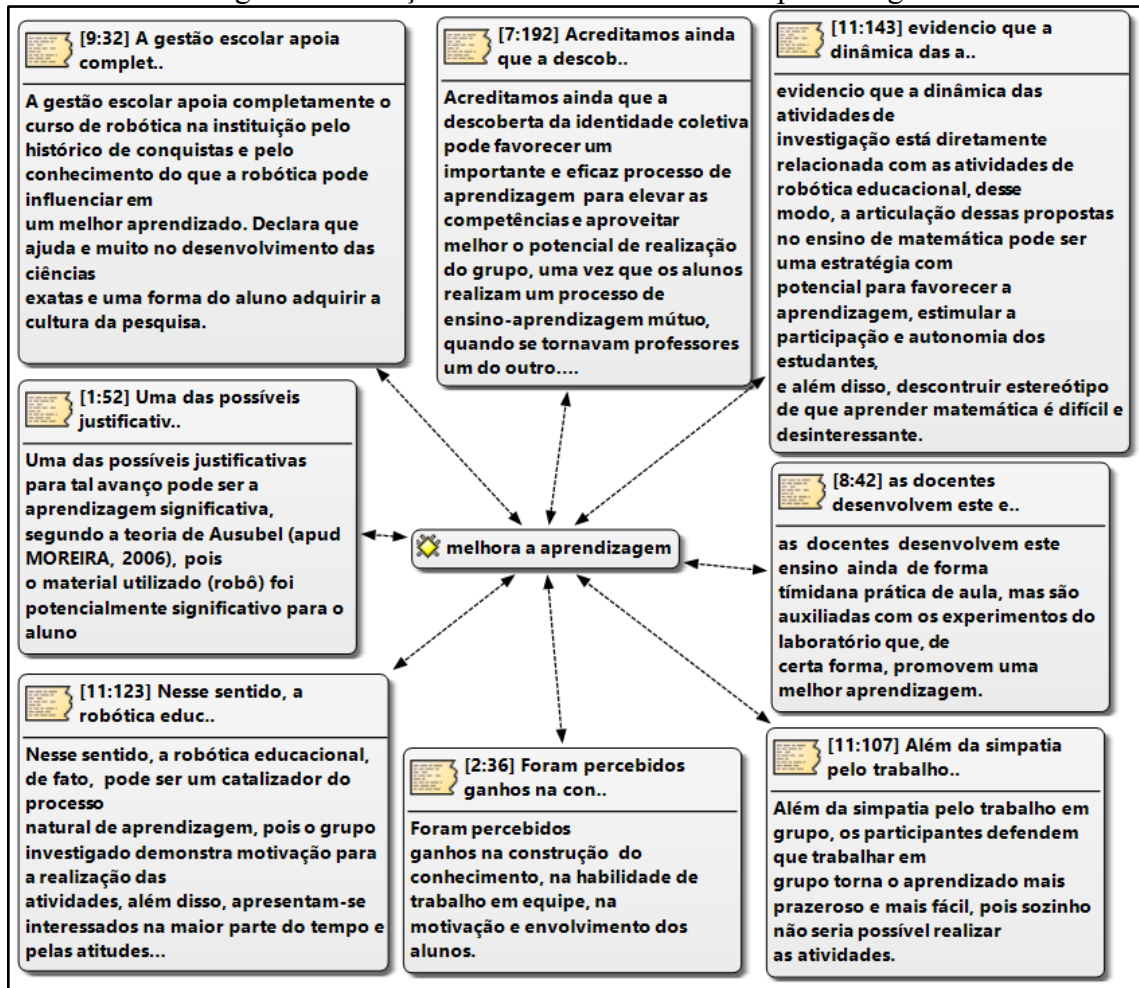 [9:32] A gestão escolar apoia
complet..
A gestão escolar apoia completamente o
curso de robótica na instituição pelo
histórico de conquistas e pelo
conhecimento do que a robótica pode
influenciar em
um melhor aprendizado. Declara que
ajuda e muito no desenvolvimento das
ciências
exatas e uma forma do aluno adquirir a
cultura da pesquisa.
[7:192] Acreditamos ainda
que a descob..
Acreditamos ainda que a
descoberta da identidade coletiva
pode favorecer um
importante e eficaz processo de
aprendizagem para elevar as
competências e aproveitar
melhor o potencial de realização
do grupo, uma vez que os alunos
realizam um processo de
ensino-aprendizagem mútuo,
quando se tornavam professores
um do outro....
[11:143] evidencio que a
dinâmica das a..
evidencio que a dinâmica das
atividades de
investigação está diretamente
relacionada com as atividades de
robótica educacional, desse
modo, a articulação dessas propostas
no ensino de matemática pode ser
uma estratégia com
potencial para favorecer a
aprendizagem, estimular a
participação e autonomia dos
estudantes,
e além disso, descontruir estereótipo
de que aprender matemática é difícil e
desinteressante.
[1:52] Uma das possíveis
justificativ..
Uma das possíveis justificativas
para tal avanço pode ser a
aprendizagem significativa,
segundo a teoria de Ausubel (apud
MOREIRA, 2006), pois
o material utilizado (robô) foi
potencialmente significativo para o
aluno
melhora a aprendizagem
[8:42] as docentes
desenvolvem este e..
as docentes desenvolvem este
ensino ainda de forma
tímidana prática de aula, mas são
auxiliadas com os experimentos do
laboratório que, de
certa forma, promovem uma
melhor aprendizagem.
[11:123] Nesse sentido, a
robótica educ..
Nesse sentido, a robótica educacional,
de fato, pode ser um catalizador do
processo
natural de aprendizagem, pois o grupo
investigado demonstra motivação para
a realização das
atividades, além disso, apresentam-se
interessados na maior parte do tempo e
pelas atitudes...
[2:36] Foram percebidos
ganhos na con..
Foram percebidos
ganhos na construção do
conhecimento, na habilidade de
trabalho em equipe, na
motivação e envolvimento dos
alunos.
[11:107] Além da simpatia
pelo trabalho..
Além da simpatia pelo trabalho em
grupo, os participantes defendem
que trabalhar em
grupo torna o aprendizado mais
prazeroso e mais fácil, pois sozinho
não seria possível realizar
as atividades.